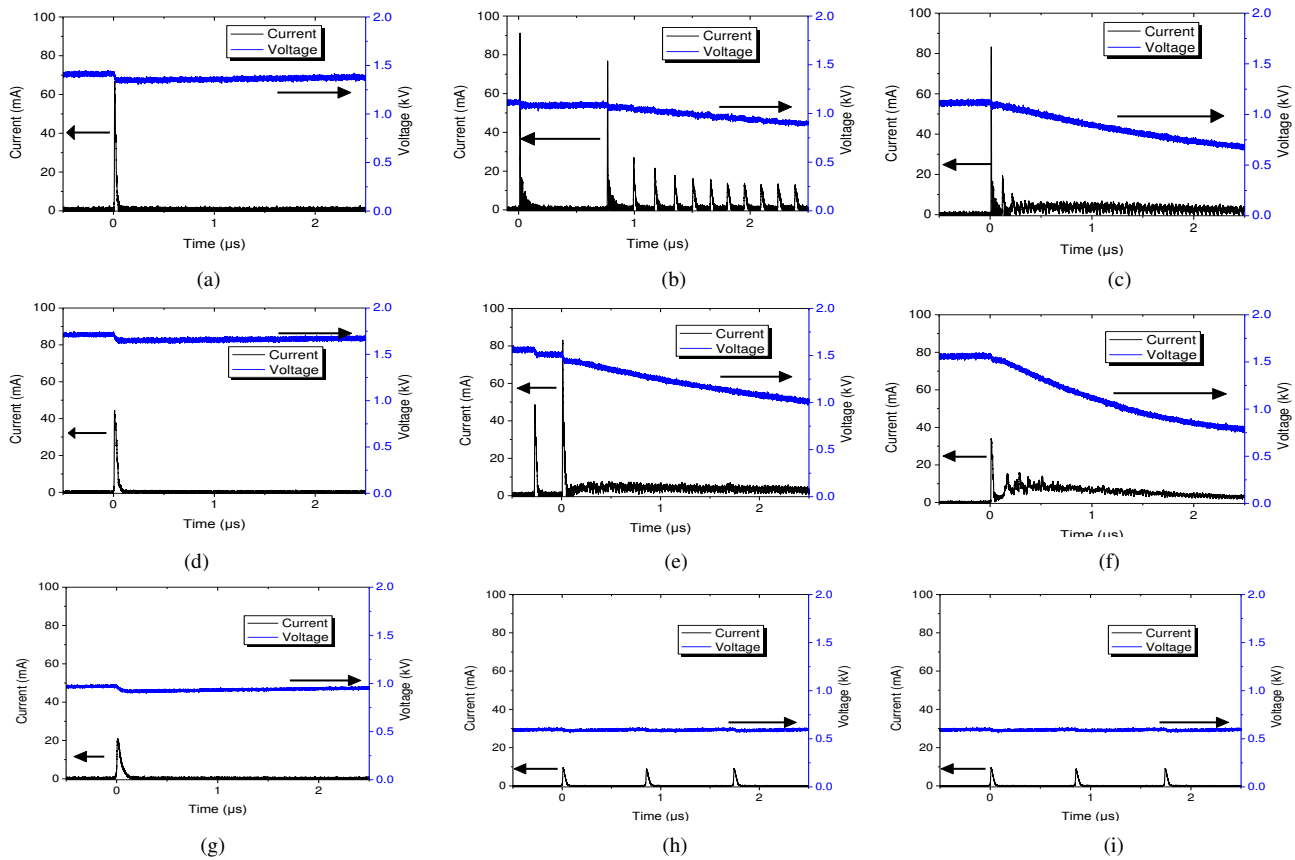 100
80
60
40
20
0
Current (mA)
Current
Voltage
2.0
1.5
1.0
0.5
0.0
Voltage (kV)
0 1 2
Time (µs)
(a)
100
80
60
40
20
0
Current (mA)
Current
Voltage
2.0
1.5
1.0
0.5
0.0
Voltage (kV)
0 1 2
Time (µs)
(b)
100
80
60
40
20
0
Current (mA)
Current
Voltage
2.0
1.5
1.0
0.5
0.0
Voltage (kV)
0 1 2
Time (µs)
(c)
100
80
60
40
20
0
Current (mA)
Current
Voltage
2.0
1.5
1.0
0.5
0.0
Voltage (kV)
0 1 2
Time (µs)
(d)
100
80
60
40
20
0
Current (mA)
Current
Voltage
2.0
1.5
1.0
0.5
0.0
Voltage (kV)
0 1 2
Time (µs)
(e)
100
80
60
40
20
0
Current (mA)
Current
Voltage
2.0
1.5
1.0
0.5
0.0
Voltage (kV)
0 1 2
Time (µs)
(f)
100
80
60
40
20
0
Current (mA)
Current
Voltage
2.0
1.5
1.0
0.5
0.0
Voltage (kV)
0 1 2
Time (µs)
(g)
100
80
60
40
20
0
Current (mA)
Current
Voltage
2.0
1.5
1.0
0.5
0.0
Voltage (kV)
0 1 2
Time (µs)
(h)
100
80
60
40
20
0
Current (mA)
Current
Voltage
2.0
1.5
1.0
0.5
0.0
Voltage (kV)
0 1 2
Time (µs)
(i)